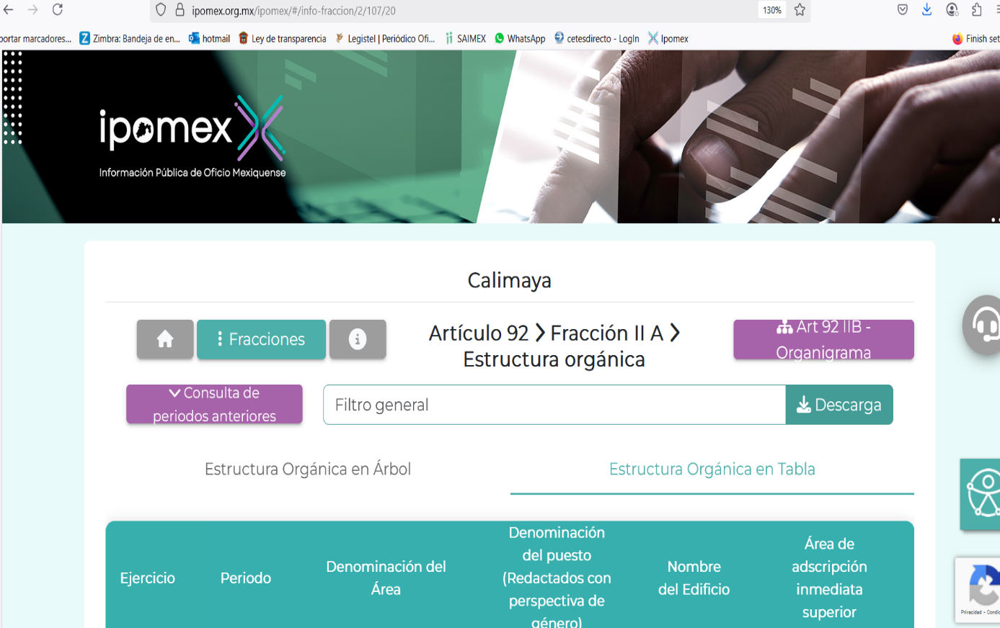 ipomex.org.mx/ipomex/#/info-fraccion/2/107/20
130%
portar marcadores...
Z Zimbra: Bandeja de en...
hotmail
Ley de transparencia
Legistel | Periódico Ofi...
SAIMEX
WhatsApp
cetesdirecto - LogIn
Ipomex
Finish set
ipomex
Información Pública de Oficio Mexiquense
Calimaya
Fracciones
Artículo 92 > Fracción II A >
Estructura orgánica
Art 92 IIB -
Organigrama
Consulta de
periodos anteriores
Filtro general
Descarga
Estructura Orgánica en Árbol
Estructura Orgánica en Tabla
Ejercicio
Periodo
Denominación del
Área
Denominación
del puesto
(Redactados con
perspectiva de
género)
Nombre
del Edificio
Área de
adscripción
inmediata
superior
Privacidad - Condic